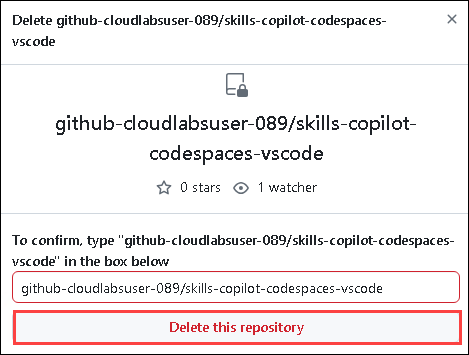 Delete github-cloudlabsuser-089/skills-copilot-codespaces-
vscode
github-cloudlabsuser-089/skills-copilot-
codespaces-vscode
0 stars 1 watcher
To confirm, type "github-cloudlabsuser-089/skills-copilot-codespaces-
vscode" in the box below
github-cloudlabsuser-089/skills-copilot-codespaces-vscode
Delete this repository